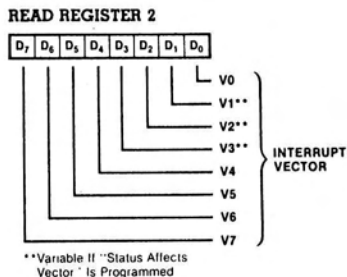 READ REGISTER 2
D7 D6 D5 D4 D3 D2 D1 D0
V0
V1**
V2**
V3**
INTERRUPT
VECTOR
V4
V5
V6
V7
**Variable If "Status Affects
Vector" Is Programmed